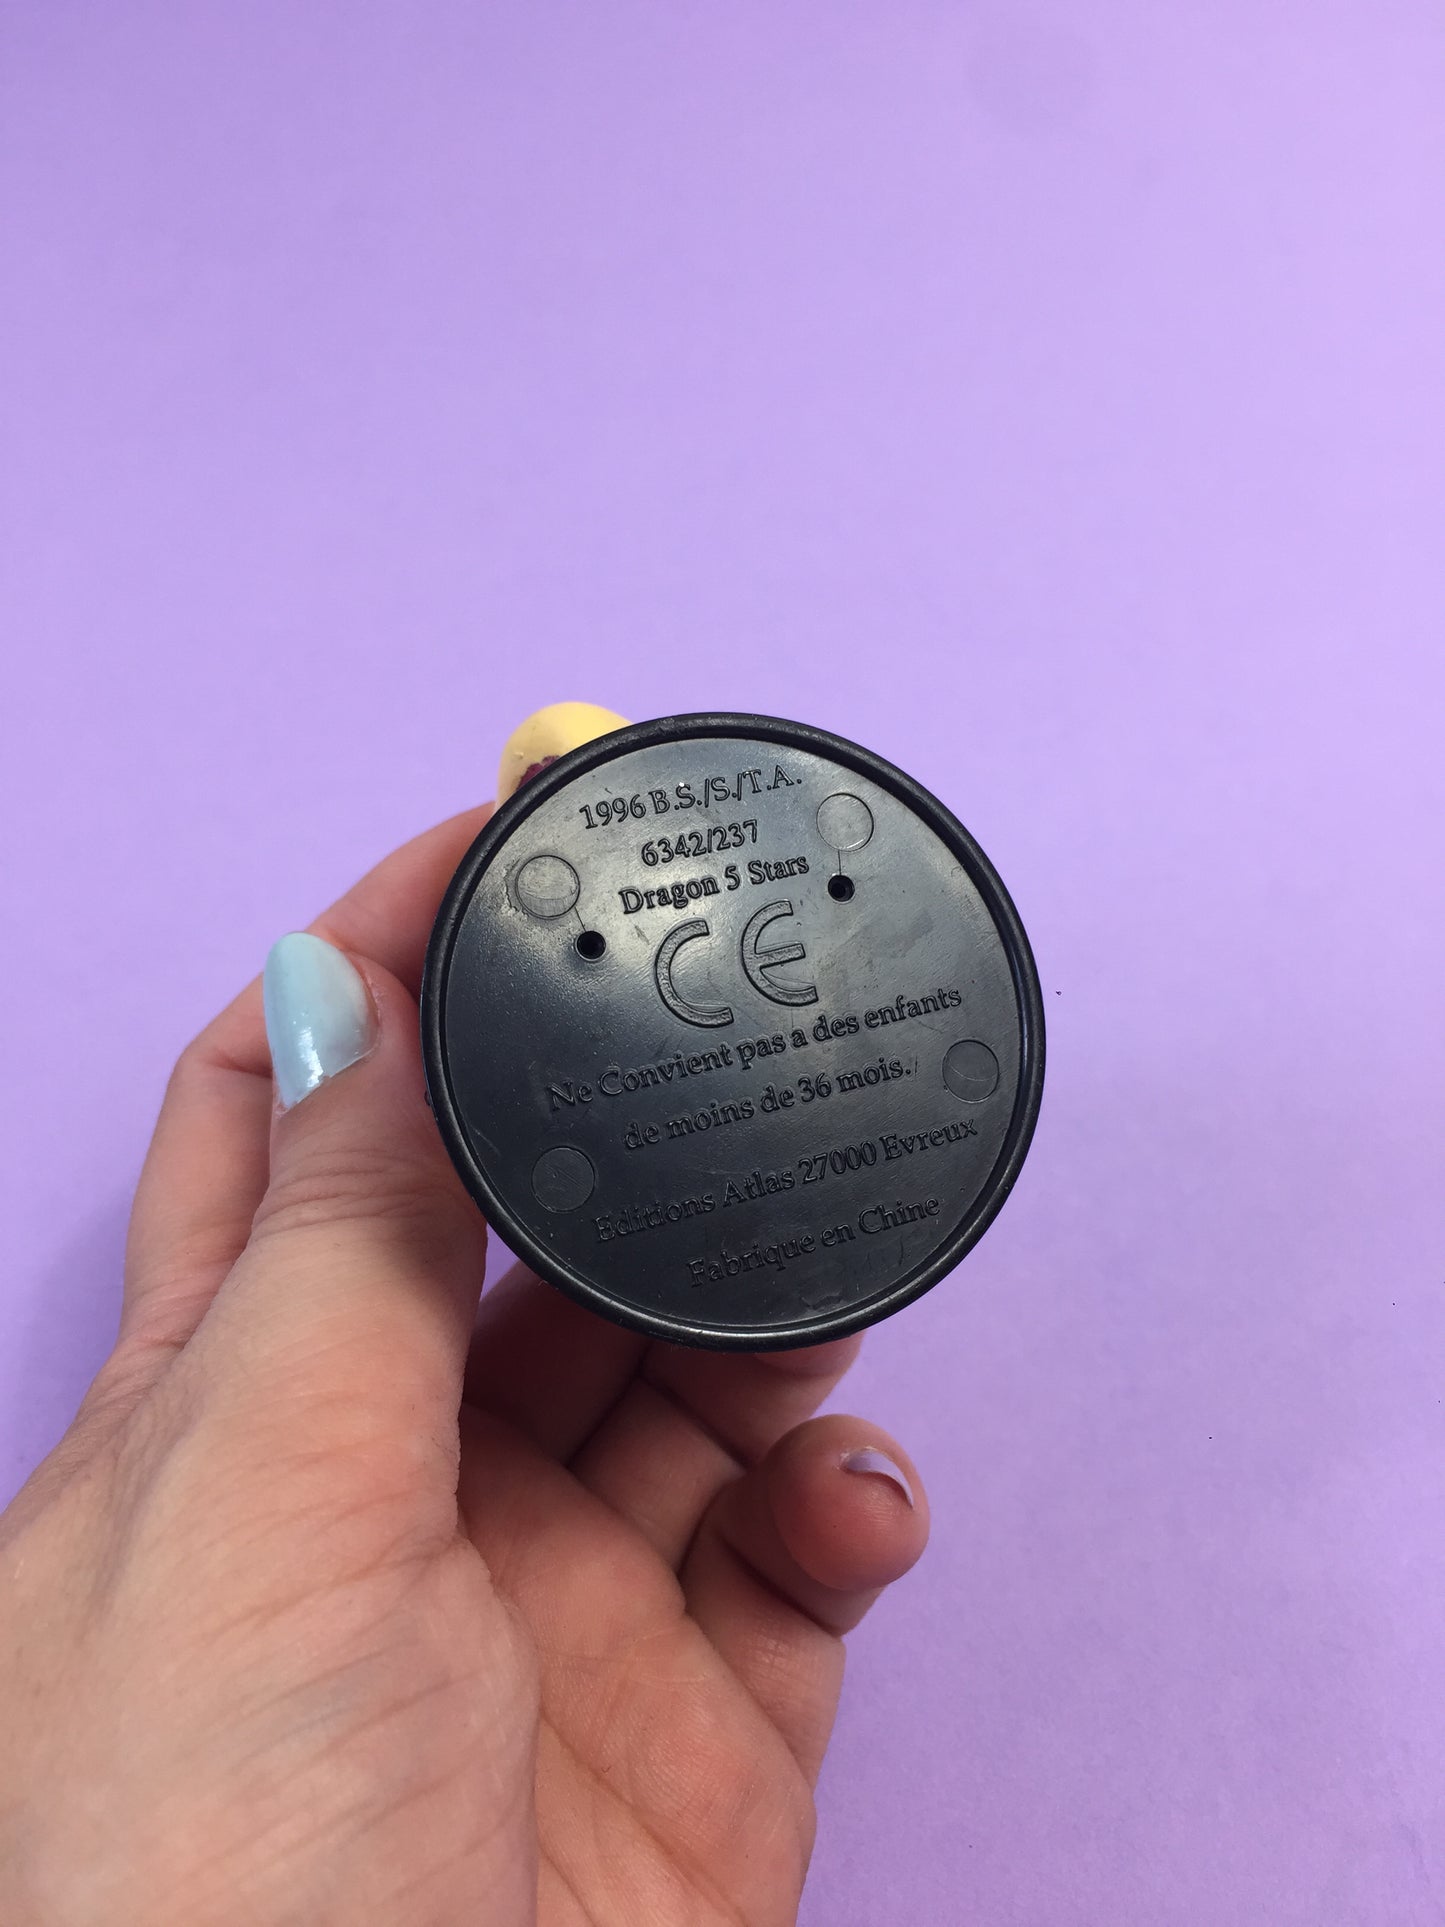 1996 B.S./S./T.A.
6342/237
Dragon 5 Stars
CE
Ne Convient pas a des enfants
de moins de 36 mois.
Editions Atlas 27000 Evreux
Fabrique en Chine